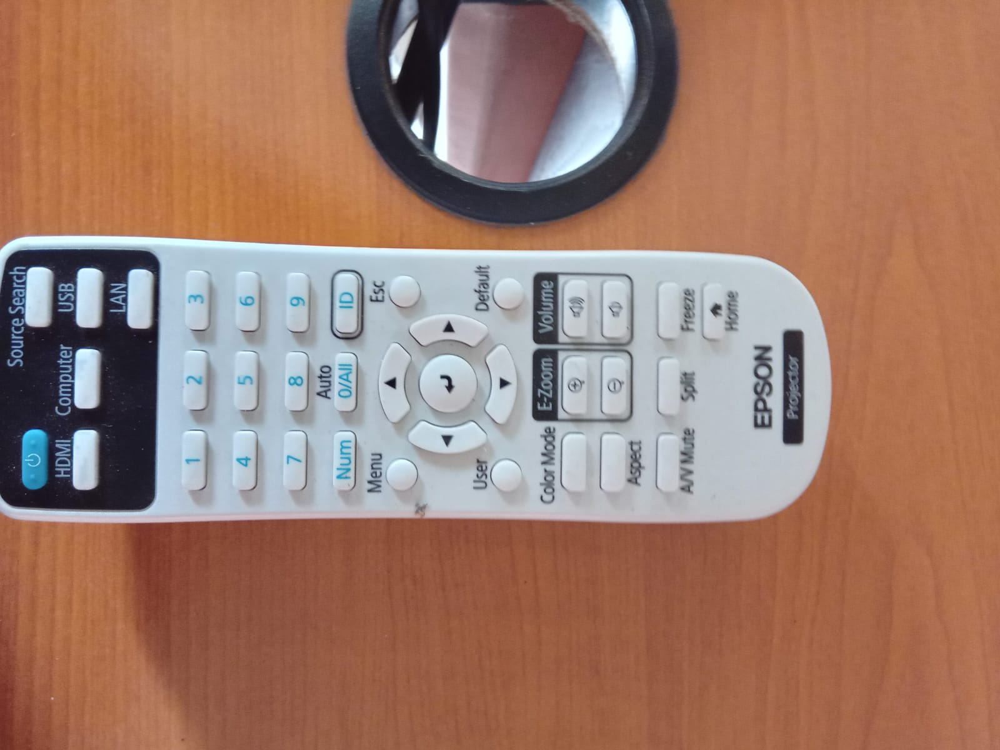 Source Search
HDMI Computer USB
LAN
1 2 3
4 5 6
7 8 9
Auto
Num 0/All ID
Menu Esc
User Default
Color Mode E-Zoom Volume
Aspect
A/V Mute Split Freeze
Home
EPSON
Projector